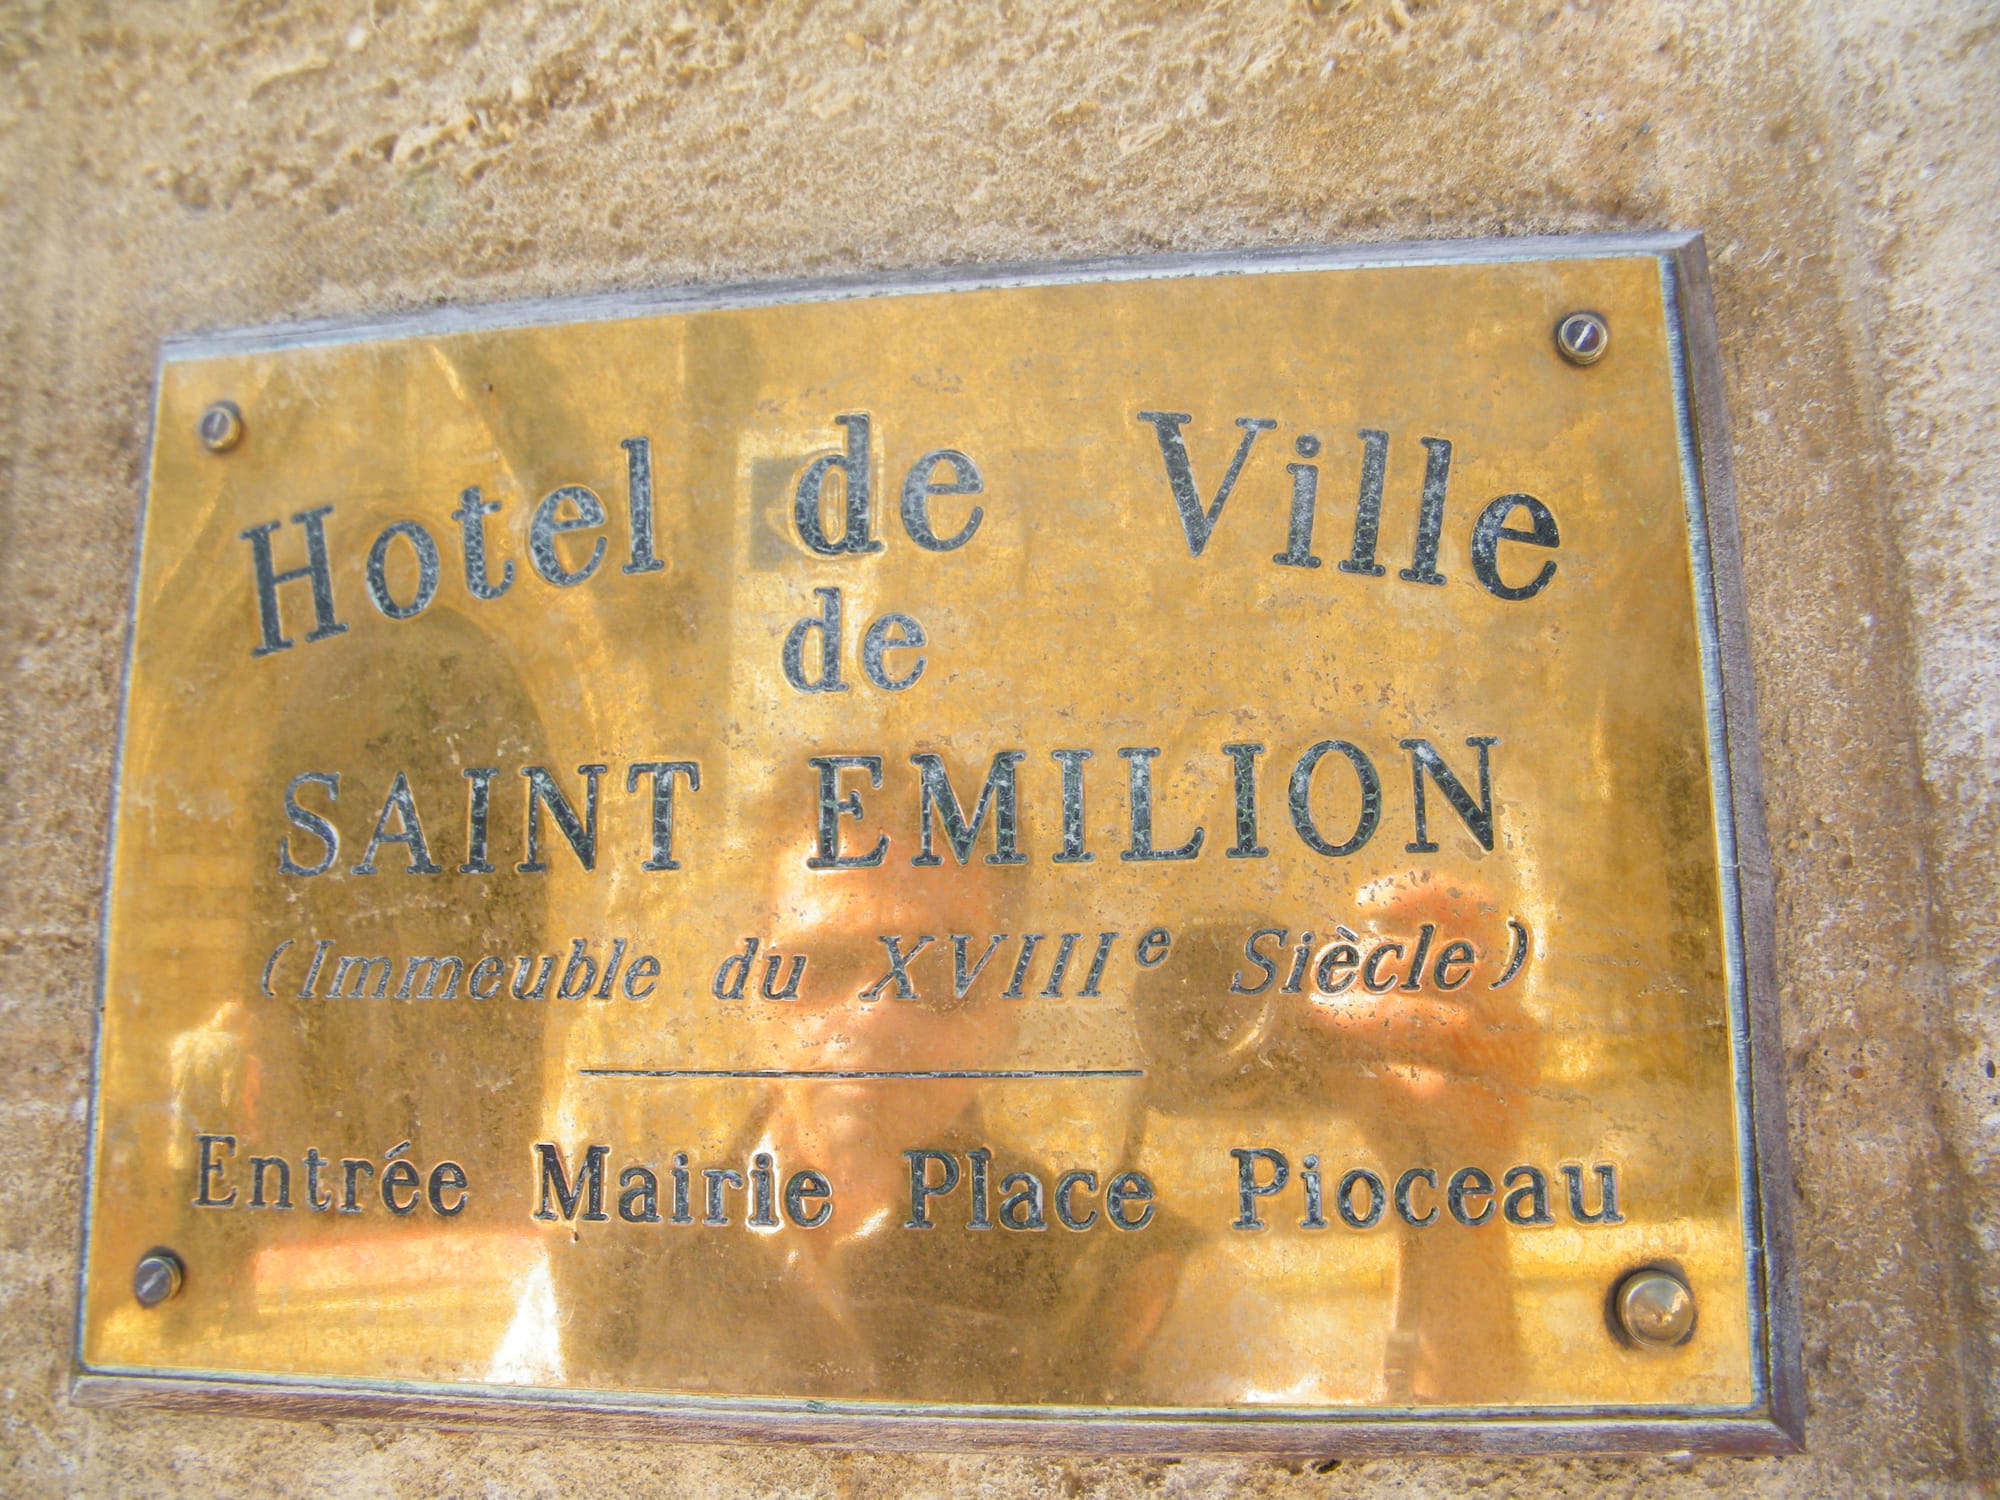 Hotel de Ville
de
SAINT EMILION
(Immeuble du XVIIIe Siècle)
Entrée Mairie Place Pioceau